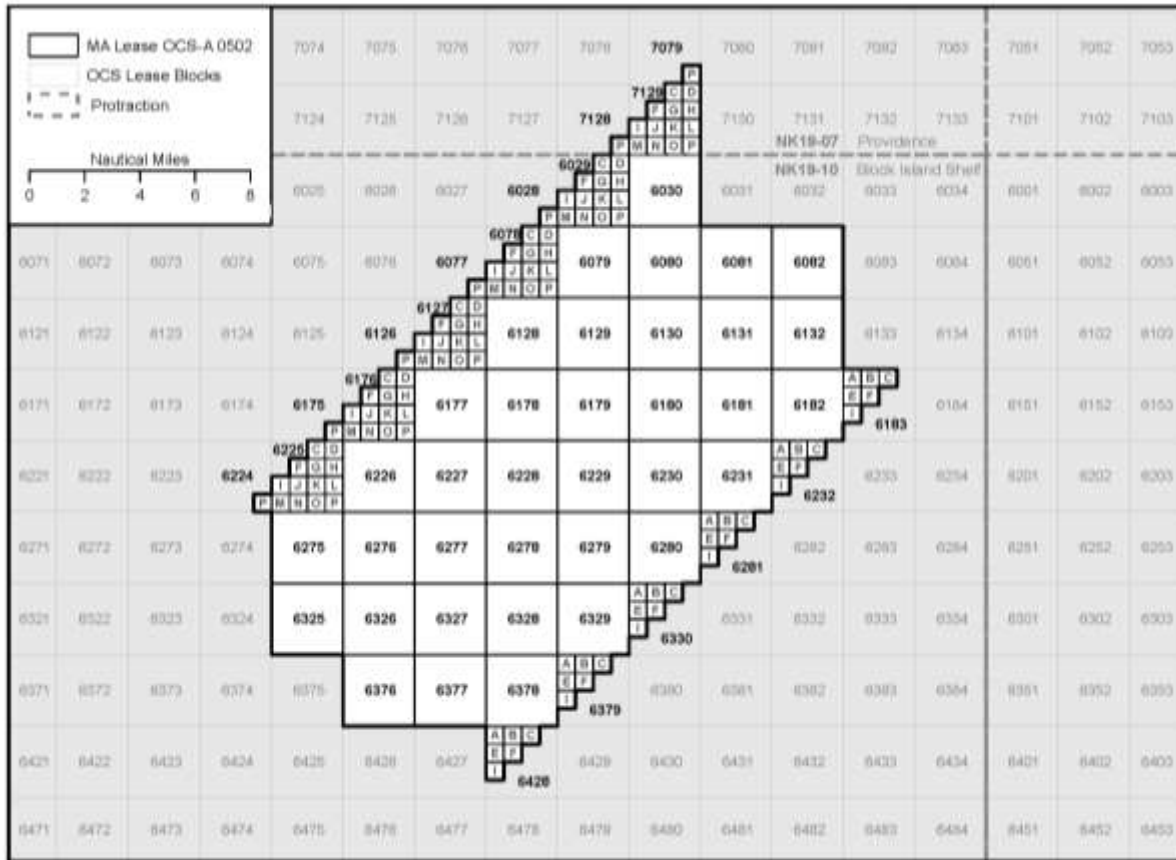 MA Lease OCS-A 0502
OCS Lease Blocks
Protraction
Nautical Miles
0 2 4 6 8
7074 7075 7076 7077 7078 7079 7080 7081 7082 7083 7051 7052 7053
P
7129 C D
F G H
7124 7125 7126 7127 7128 I J K L 7130 7131 7132 7133 7101 7102 7103
P M N O P NK19-07 Providence
6029 C D NK19-10 Block Island Shelf
F G H
6025 6026 6027 6028 I J K L 6030 6031 6032 6033 6034 6001 6002 6003
P M N O P
6078 C D
F G H
6071 6072 6073 6074 6075 6076 6077 I J K L 6079 6080 6081 6082 6083 6084 6051 6052 6053
P M N O P
6127 C D
F G H
6121 6122 6123 6124 6125 6126 I J K L 6128 6129 6130 6131 6132 6133 6134 6101 6102 6103
P M N O P
6176 C D A B C
F G H E F
6171 6172 6173 6174 6175 I J K L 6177 6178 6179 6180 6181 6182 I 6183 6184 6151 6152 6153
P M N O P
6225 C D A B C
F G H E F
6221 6222 6223 6224 I J K L 6226 6227 6228 6229 6230 6231 I 6232 6233 6234 6201 6202 6203
P M N O P
A B C
E F
6271 6272 6273 6274 6275 6276 6277 6278 6279 6280 I 6281 6282 6283 6284 6251 6252 6253
A B C
E F
6321 6322 6323 6324 6325 6326 6327 6328 6329 I 6330 6331 6332 6333 6334 6301 6302 6303
A B C
E F
6371 6372 6373 6374 6375 6376 6377 6378 I 6379 6380 6381 6382 6383 6384 6351 6352 6353
A B C
E F
6421 6422 6423 6424 6425 6426 6427 I 6428 6429 6430 6431 6432 6433 6434 6401 6402 6403
6471 6472 6473 6474 6475 6476 6477 6478 6479 6480 6481 6482 6483 6484 6451 6452 6453